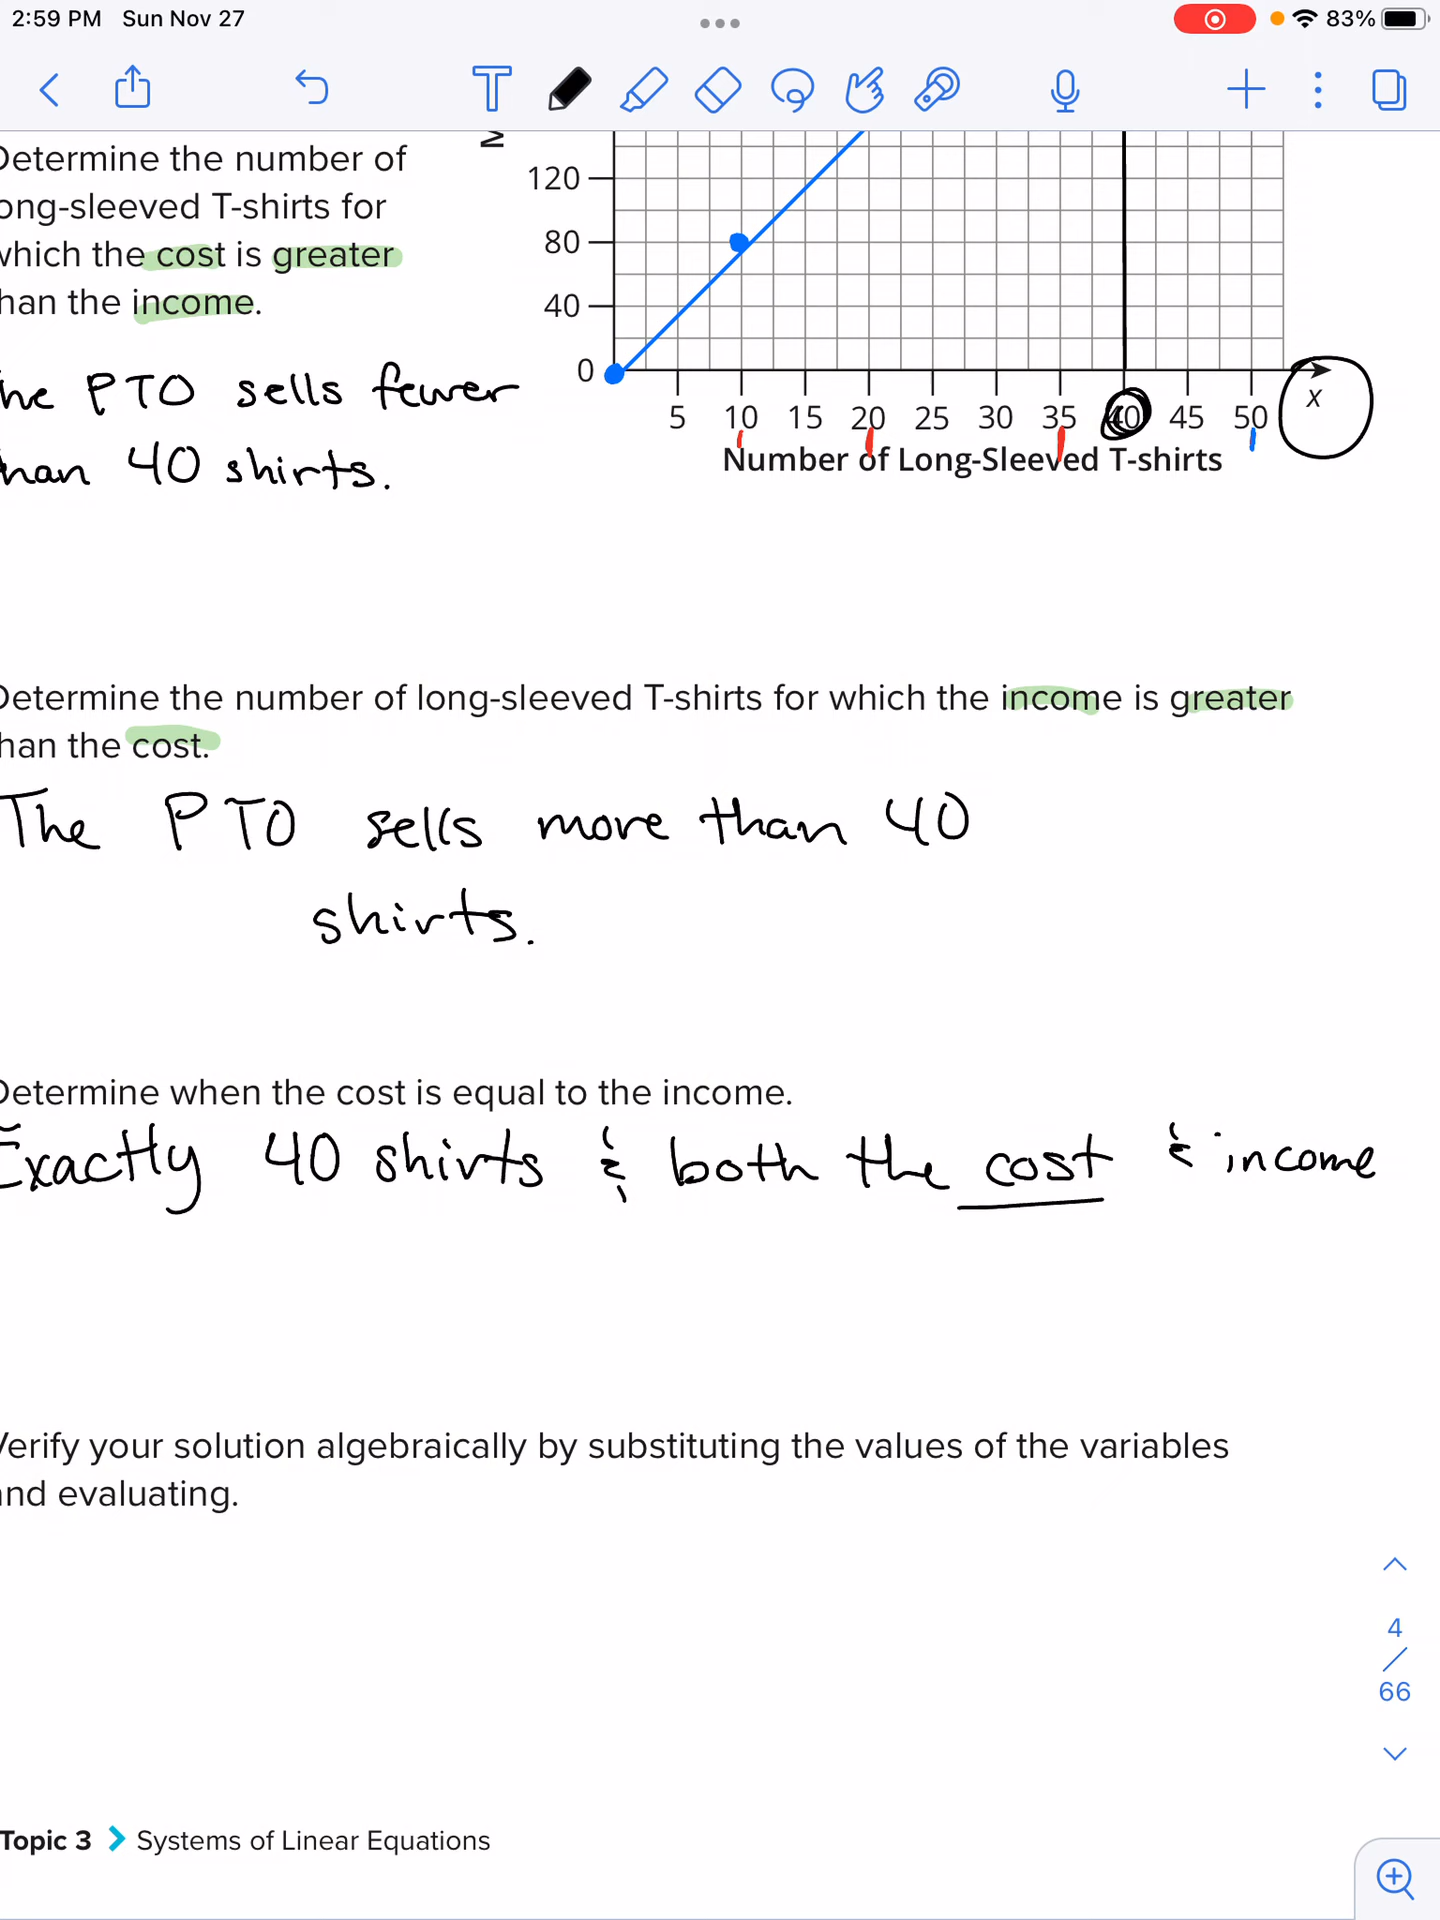 2:59 PM Sun Nov 27
83%
Determine the number of
ong-sleeved T-shirts for
which the cost is greater
han the income.
he PTO sells fewer
han 40 shirts.
120
80
40
0
5 10 15 20 25 30 35 40 45 50
x
Number of Long-Sleeved T-shirts
Determine the number of long-sleeved T-shirts for which the income is greater
han the cost.
The PTO sells more than 40
shirts.
Determine when the cost is equal to the income.
Exactly 40 shirts & both the cost & income
Verify your solution algebraically by substituting the values of the variables
and evaluating.
4
/
66
Topic 3 > Systems of Linear Equations